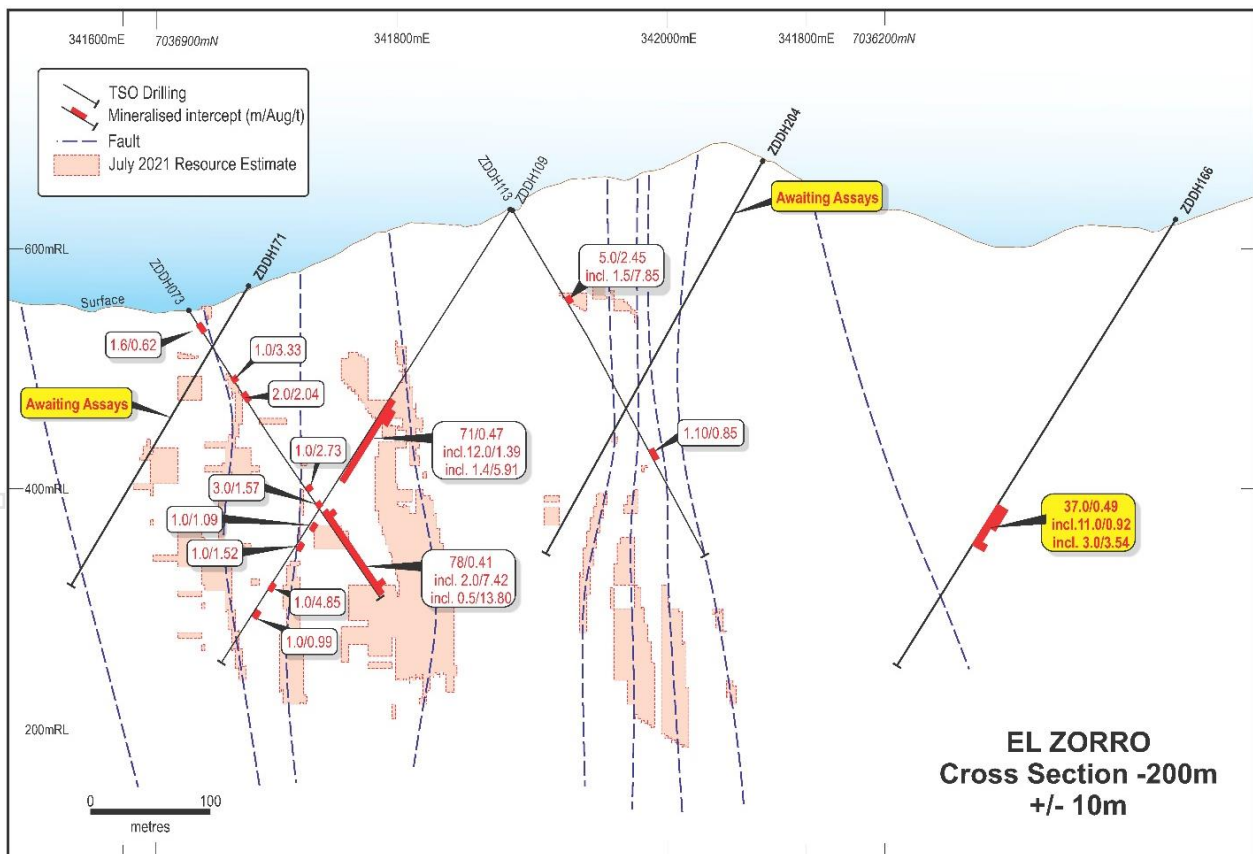 341600mE
7036900mN
341800mE
342000mE
341800mE
7036200mN
TSO Drilling
Mineralised intercept (m/Aug/t)
Fault
July 2021 Resource Estimate
ZDDH204
ZDDH113
ZDDH109
ZDDH166
Awaiting Assays
600mRL
ZDDH171
ZDDH073
Surface
5.0/2.45
incl. 1.5/7.85
1.6/0.62
1.0/3.33
2.0/2.04
Awaiting Assays
1.0/2.73
71/0.47
incl.12.0/1.39
incl. 1.4/5.91
1.10/0.85
400mRL
3.0/1.57
1.0/1.09
1.0/1.52
37.0/0.49
incl.11.0/0.92
incl. 3.0/3.54
78/0.41
incl. 2.0/7.42
incl. 0.5/13.80
1.0/4.85
1.0/0.99
200mRL
EL ZORRO
Cross Section -200m
+/- 10m
0
100
metres